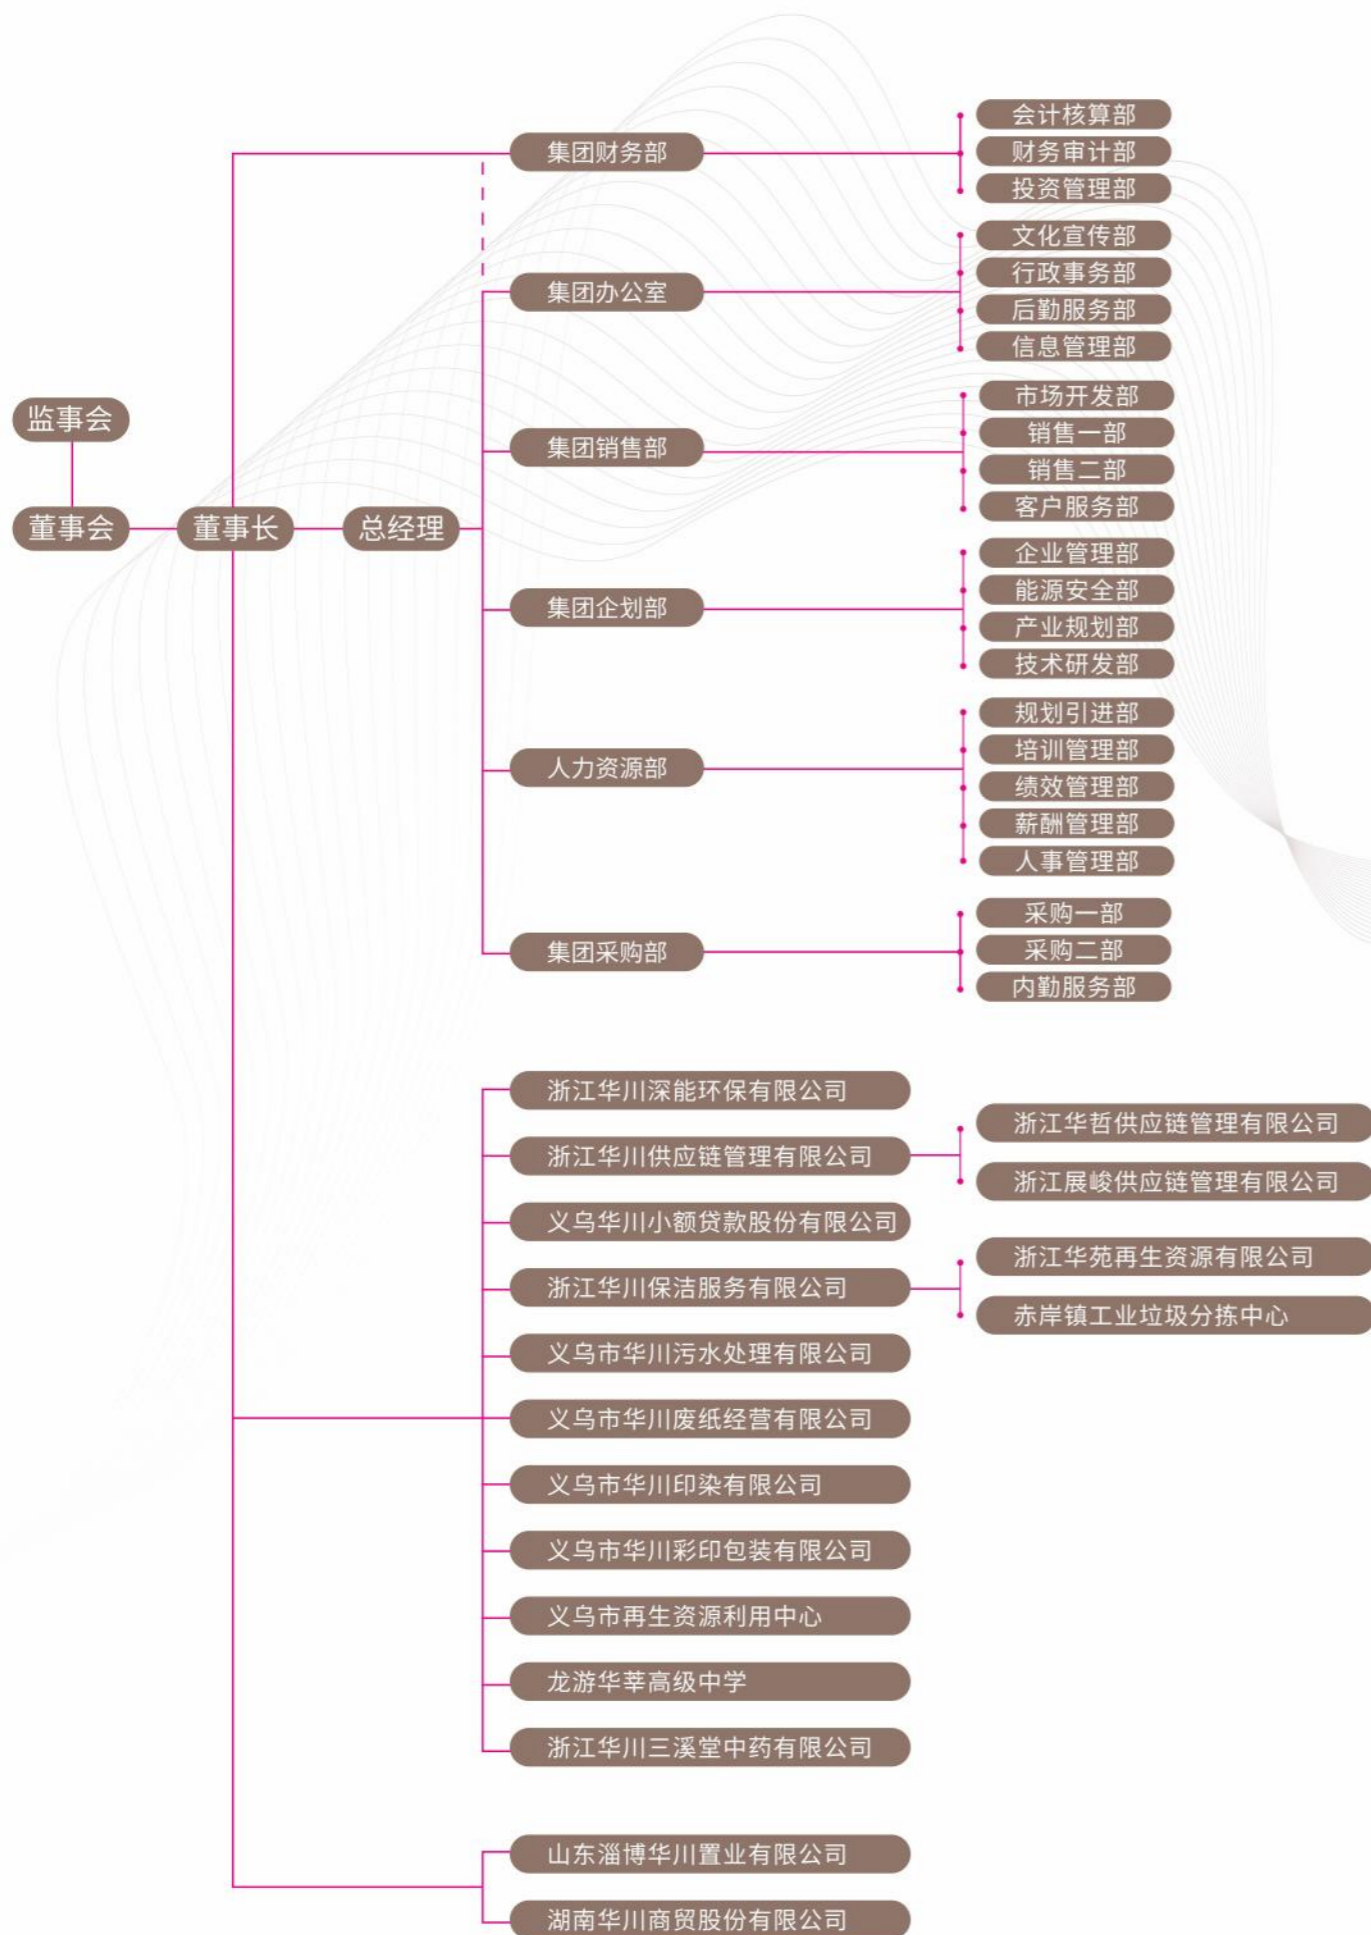 监事会
董事会
董事长
总经理
集团财务部
会计核算部
财务审计部
投资管理部
集团办公室
文化宣传部
行政事务部
后勤服务部
信息管理部
集团销售部
市场开发部
销售一部
销售二部
客户服务部
集团企划部
企业管理部
能源安全部
产业规划部
技术研发部
人力资源部
规划引进部
培训管理部
绩效管理部
薪酬管理部
人事管理部
集团采购部
采购一部
采购二部
内勤服务部
浙江华川深能环保有限公司
浙江华川供应链管理有限公司
浙江华哲供应链管理有限公司
浙江展峻供应链管理有限公司
义乌华川小额贷款股份有限公司
浙江华川保洁服务有限公司
浙江华苑再生资源有限公司
赤岸镇工业垃圾分拣中心
义乌市华川污水处理有限公司
义乌市华川废纸经营有限公司
义乌市华川印染有限公司
义乌市华川彩印包装有限公司
义乌市再生资源利用中心
龙游华莘高级中学
浙江华川三溪堂中药有限公司
山东淄博华川置业有限公司
湖南华川商贸股份有限公司